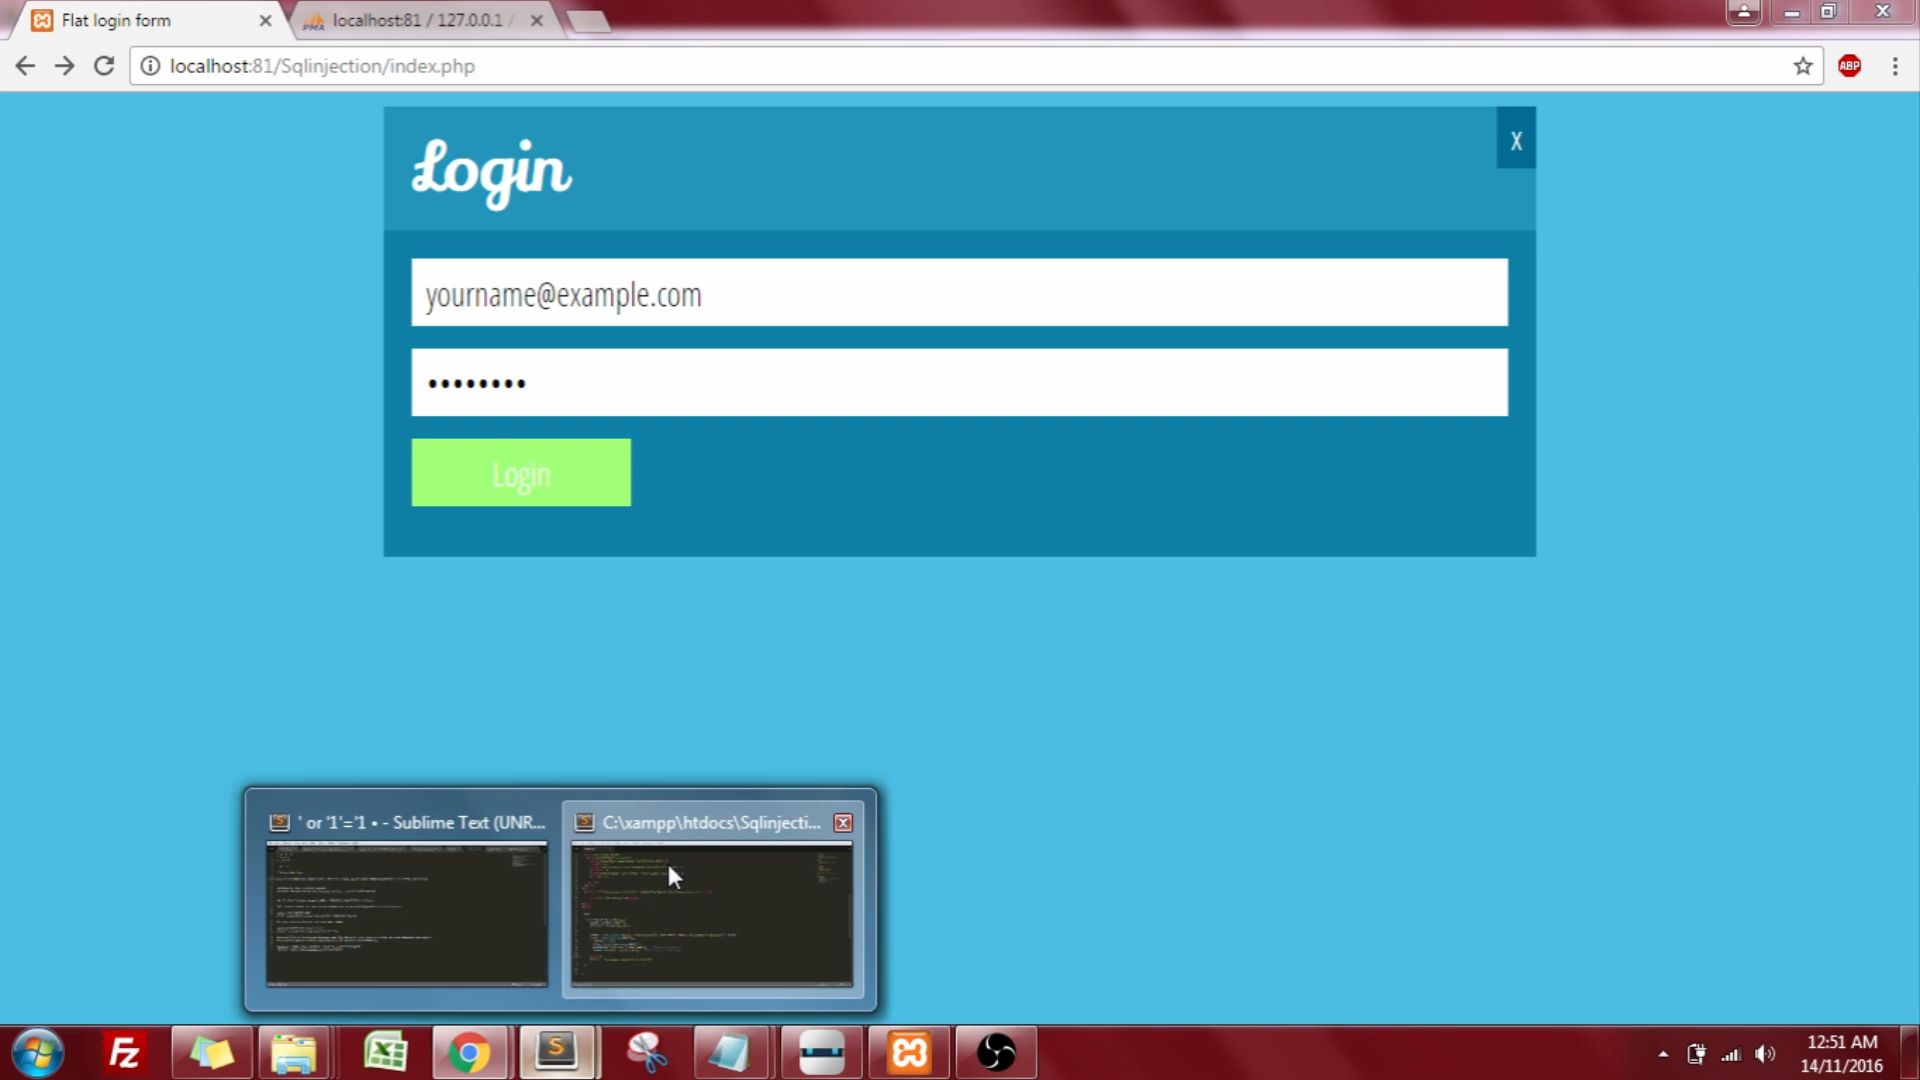 Flat login form
localhost:81 / 127.0.0.1 /
localhost:81/Sqlinjection/index.php
ABP
Login
X
yourname@example.com
Login
' or '1'='1 • - Sublime Text (UNR...
C:\xampp\htdocs\Sqlinjecti...
12:51 AM
14/11/2016